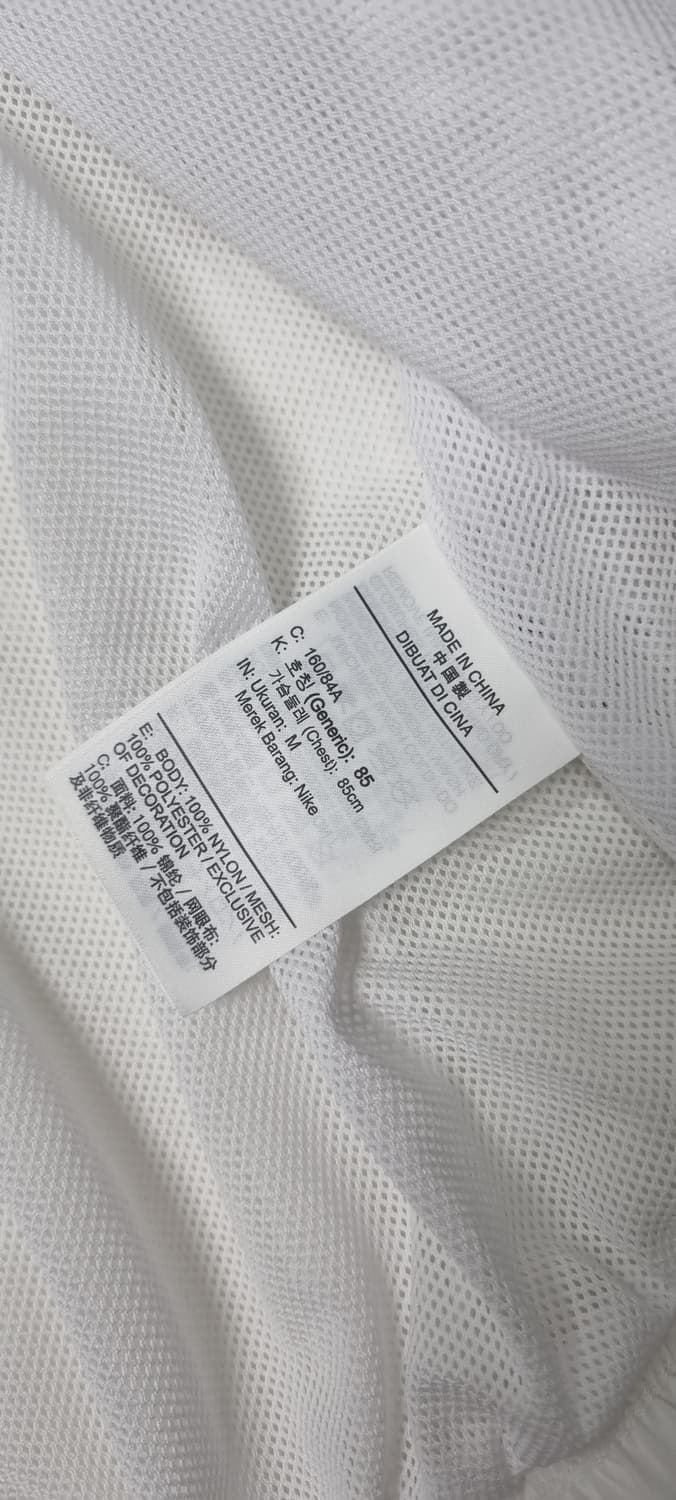 MADE IN CHINA
中国製
DIBUAT DI CINA
C: 160/84A
K: 호칭 (Generic): 85
가슴둘레 (Chest): 85cm
IN: Ukuran: M
Merek Barang: Nike
E: BODY: 100% NYLON / MESH:
100% POLYESTER / EXCLUSIVE
OF DECORATION
C: 面料: 100% 锦纶 / 网眼布:
100% 聚酯纤维 / 不包括装饰部分
及非纤维物质